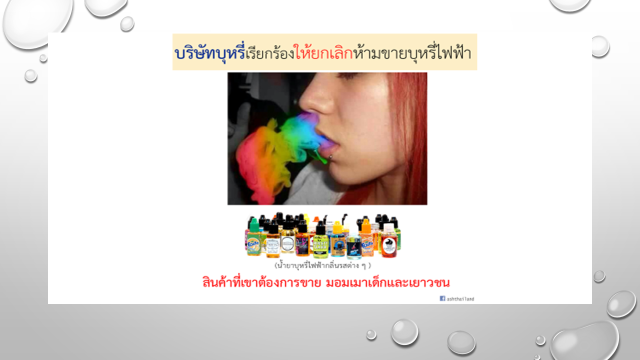 บริษัทบุหรี่เรียกร้องให้ยกเลิกห้ามขายบุหรี่ไฟฟ้า
(น้ำยาบุหรี่ไฟฟ้ากลิ่นรสต่าง ๆ )
สินค้าที่เขาต้องการขาย มอมเมาเด็กและเยาวชน